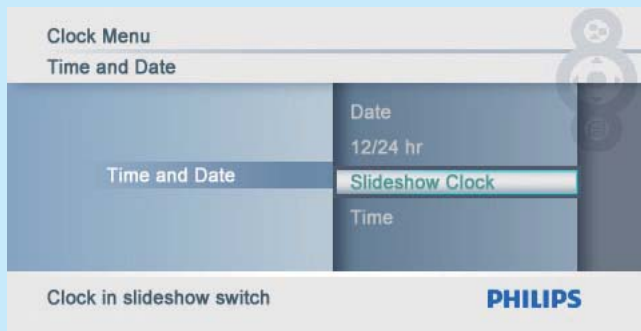 Clock Menu
Time and Date
Time and Date
Date
12/24 hr
Slideshow Clock
Time
Clock in slideshow switch
PHILIPS